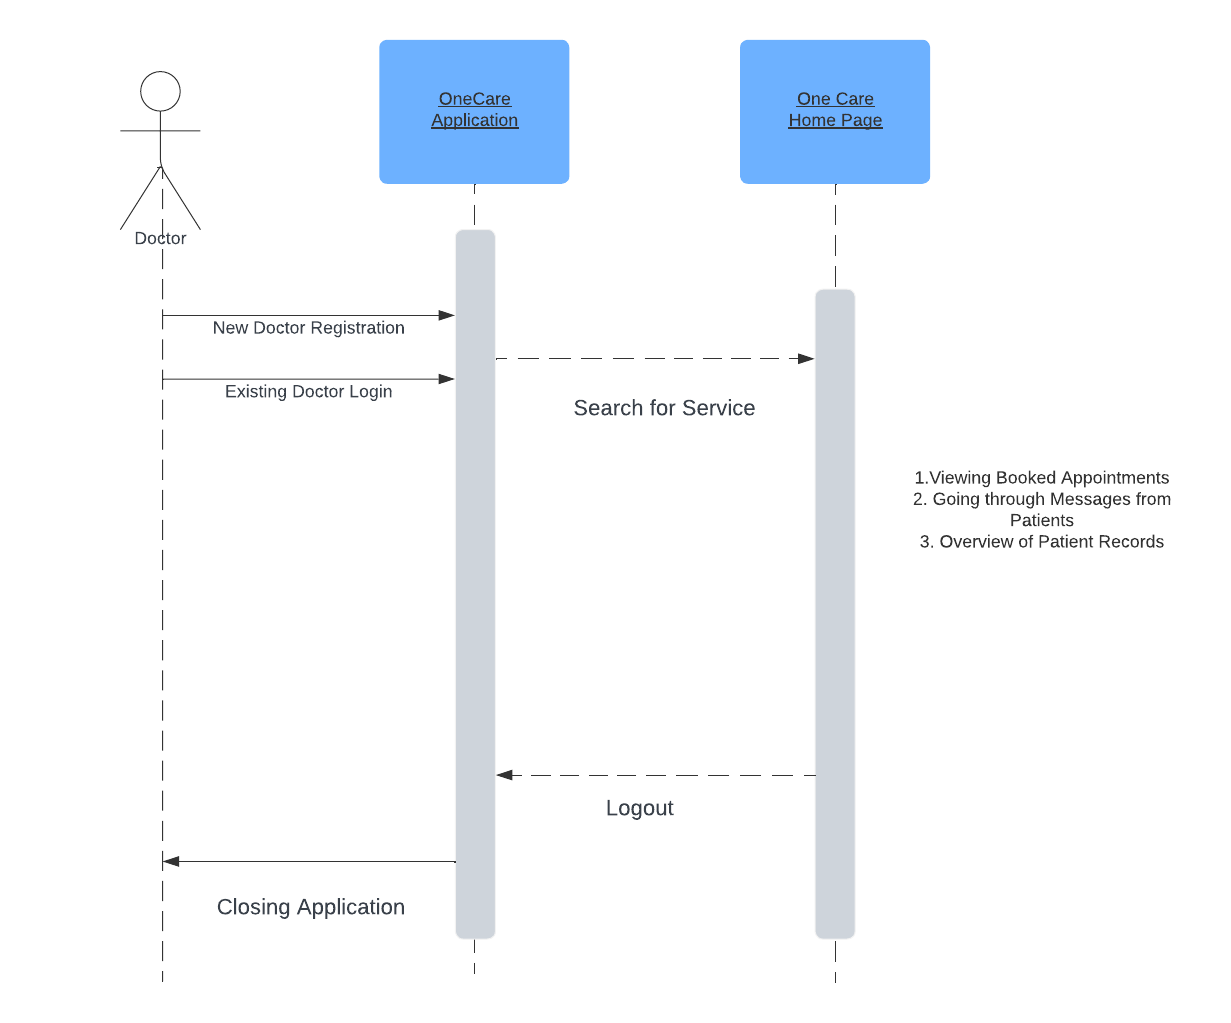 OneCare
Application
One Care
Home Page
Doctor
New Doctor Registration
Existing Doctor Login
Search for Service
1.Viewing Booked Appointments
2. Going through Messages from
Patients
3. Overview of Patient Records
Logout
Closing Application